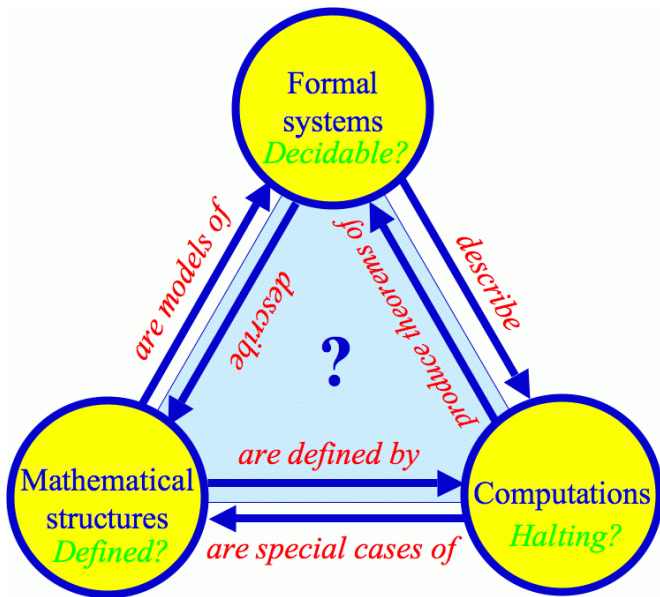 Formal
systems
Decidable?
are models of
describe
produce theorems of
describe
?
Mathematical
structures
Defined?
are defined by
are special cases of
Computations
Halting?